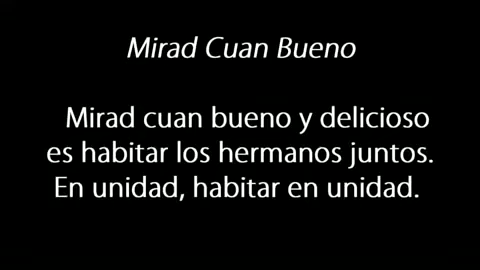 Mirad Cuan Bueno
Mirad cuan bueno y delicioso
es habitar los hermanos juntos.
En unidad, habitar en unidad.